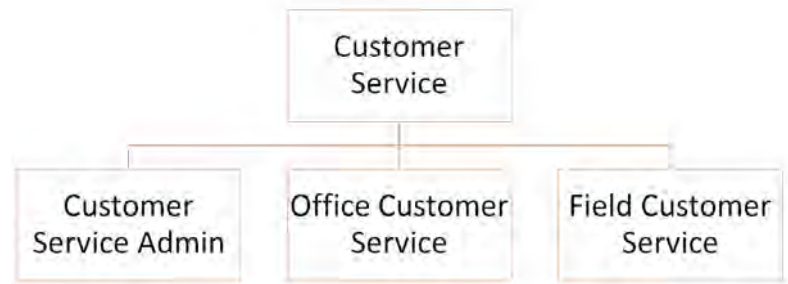 Customer
Service
Customer
Service Admin
Office Customer
Service
Field Customer
Service